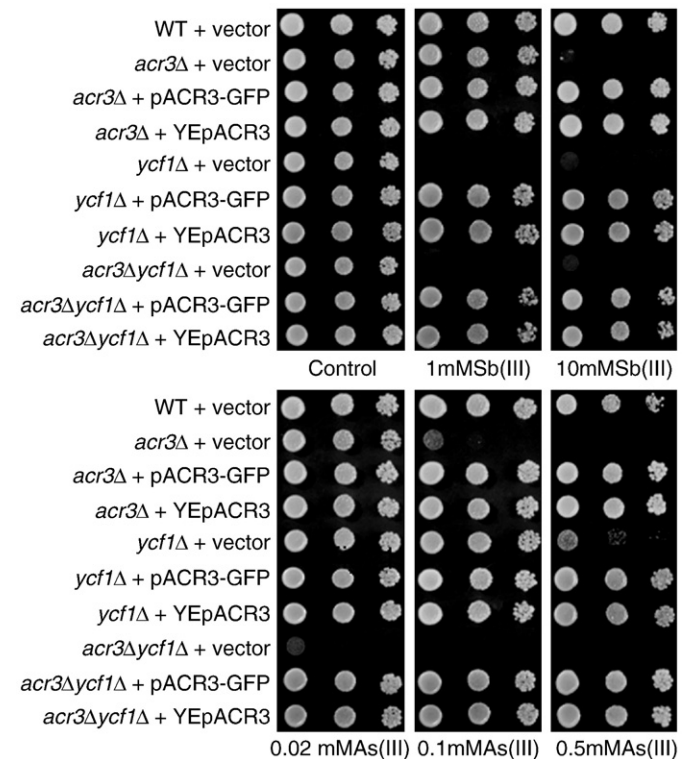 WT + vector
acr3Δ + vector
acr3Δ + pACR3-GFP
acr3Δ + YEpACR3
ycf1Δ + vector
ycf1Δ + pACR3-GFP
ycf1Δ + YEpACR3
acr3Δycf1Δ + vector
acr3Δycf1Δ + pACR3-GFP
acr3Δycf1Δ + YEpACR3
Control 1mMSb(III) 10mMSb(III)
WT + vector
acr3Δ + vector
acr3Δ + pACR3-GFP
acr3Δ + YEpACR3
ycf1Δ + vector
ycf1Δ + pACR3-GFP
ycf1Δ + YEpACR3
acr3Δycf1Δ + vector
acr3Δycf1Δ + pACR3-GFP
acr3Δycf1Δ + YEpACR3
0.02 mMAs(III) 0.1mMAs(III) 0.5mMAs(III)